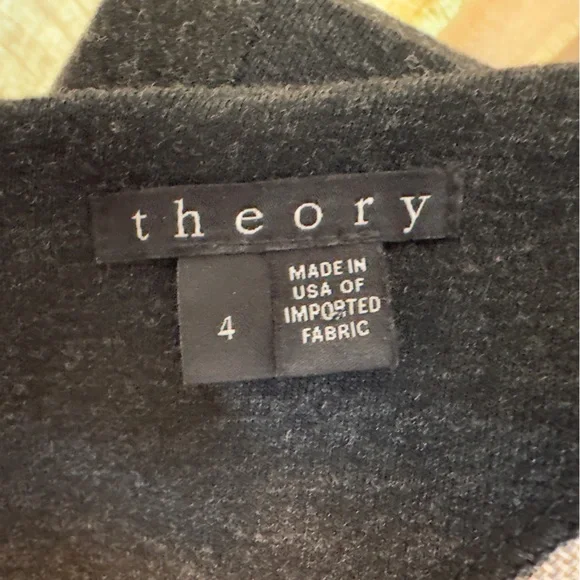 theory
4
MADE IN
USA OF
IMPORTED
FABRIC